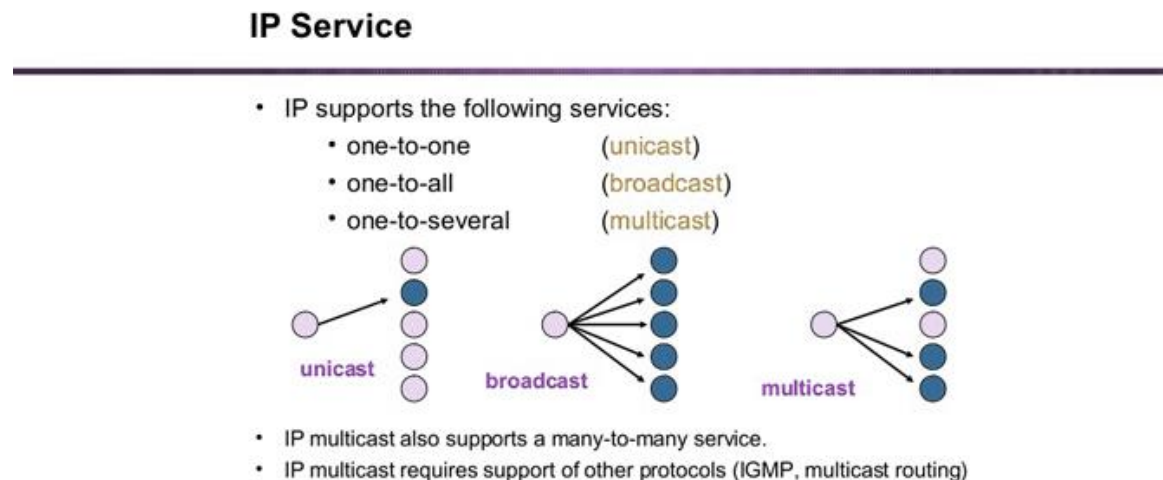 IP Service
• IP supports the following services:
• one-to-one (unicast)
• one-to-all (broadcast)
• one-to-several (multicast)
unicast
broadcast
multicast
• IP multicast also supports a many-to-many service.
• IP multicast requires support of other protocols (IGMP, multicast routing)